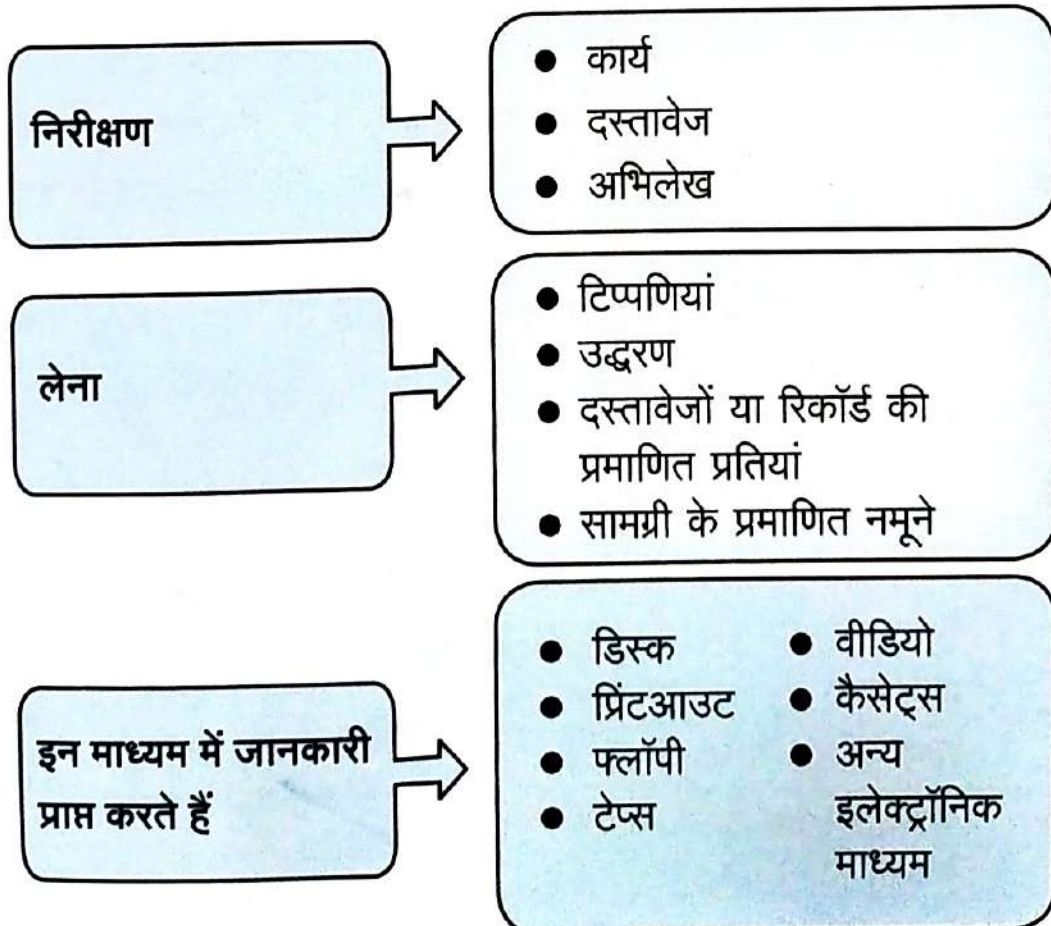 निरीक्षण
● कार्य
● दस्तावेज
● अभिलेख
लेना
● टिप्पणियां
● उद्धरण
● दस्तावेजों या रिकॉर्ड की
प्रमाणित प्रतियां
● सामग्री के प्रमाणित नमूने
इन माध्यम में जानकारी
प्राप्त करते हैं
● डिस्क
● प्रिंटआउट
● फ्लॉपी
● टेप्स
● वीडियो
● कैसेट्स
● अन्य
इलेक्ट्रॉनिक
माध्यम